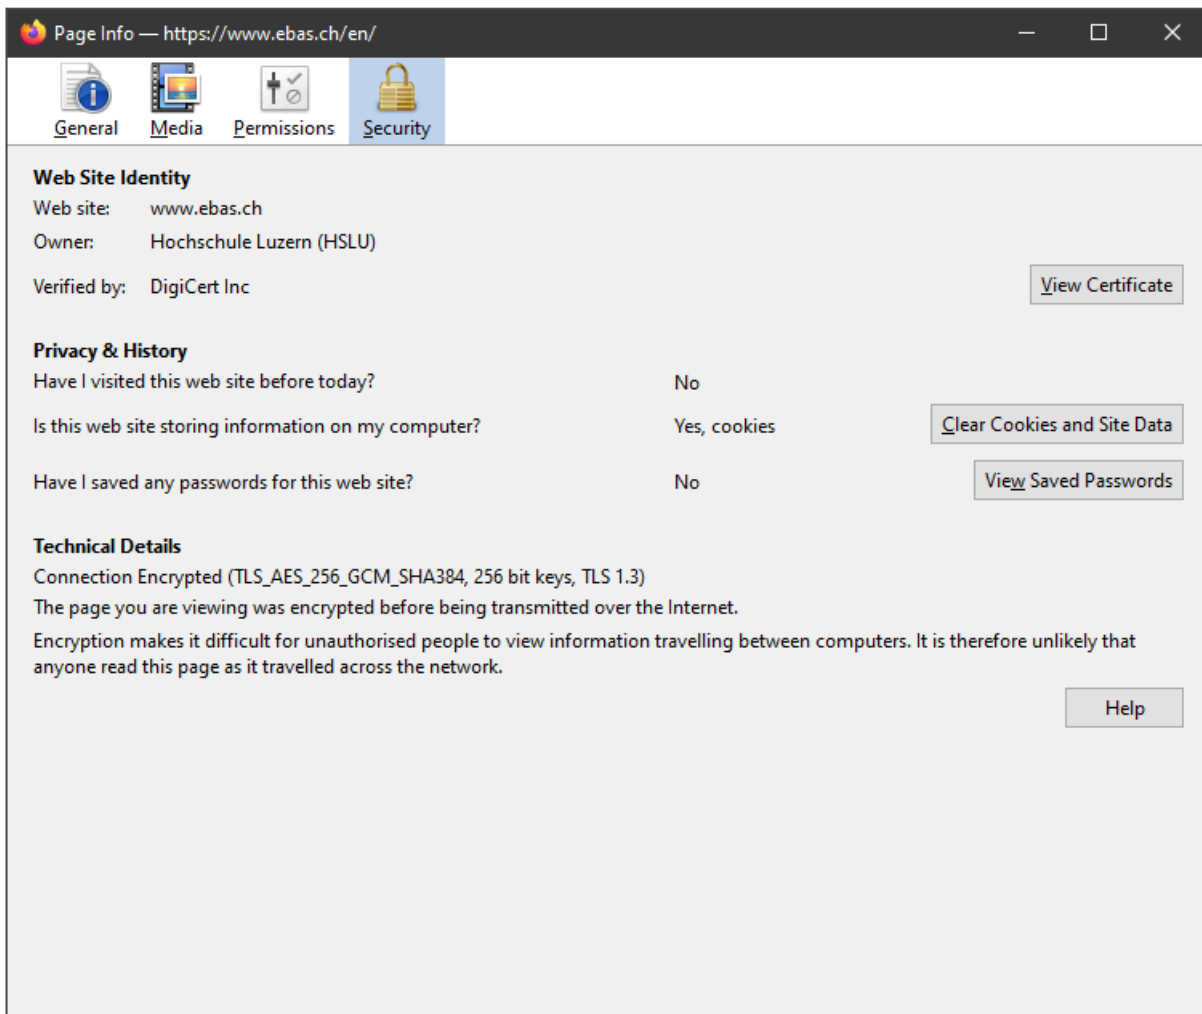 Page Info — https://www.ebas.ch/en/
General Media Permissions Security
Web Site Identity
Web site: www.ebas.ch
Owner: Hochschule Luzern (HSLU)
Verified by: DigiCert Inc View Certificate
Privacy & History
Have I visited this web site before today? No
Is this web site storing information on my computer? Yes, cookies Clear Cookies and Site Data
Have I saved any passwords for this web site? No View Saved Passwords
Technical Details
Connection Encrypted (TLS_AES_256_GCM_SHA384, 256 bit keys, TLS 1.3)
The page you are viewing was encrypted before being transmitted over the Internet.
Encryption makes it difficult for unauthorised people to view information travelling between computers. It is therefore unlikely that
anyone read this page as it travelled across the network.
Help